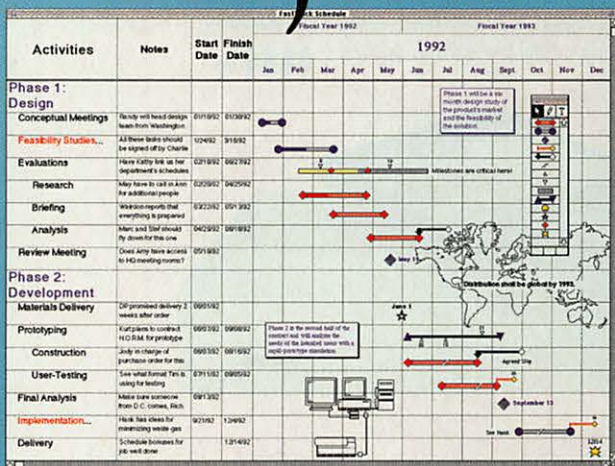 FastTrack Schedule
Activities
Notes
Start Date
Finish Date
Fiscal Year 1992
Fiscal Year 1993
1992
Jan Feb Mar Apr May Jun Jul Aug Sept Oct Nov Dec
Phase 1:
Design
Conceptual Meetings
Randy will head design
team from Washington
01/10/92 01/30/92
Feasibility Studies...
All these tasks should
be signed off by Charlie
1/24/92 3/16/92
Evaluations
Have Kathy link us her
department's schedules
02/10/92 06/27/92
Milestones are critical here!
Research
May have to call in Ann
for additional people
02/20/92 04/25/92
Briefing
Weirdon reports that
everything is prepared
03/22/92 05/13/92
Analysis
Marc and Stef should
fly down for this one
04/29/92 06/18/92
Review Meeting
Does Amy have access
to HQ meeting rooms?
05/18/92
Phase 1 will be a six
month design study of
the product's market
and the feasibility of
the solution.
Distribution shall be global by 1993.
Phase 2:
Development
Materials Delivery
DP promised delivery 2
weeks after order
06/01/92
June 1
Prototyping
Kurt plans to contract
H.O.R.M. for prototype
06/07/92 09/08/92
Phase 2 is the second half of the
contract and will analyze the
needs of the intended users with a
rapid-prototype simulation.
Construction
Jody in charge of
purchase order for this
06/03/92 08/16/92
Agreed Slip
User-Testing
See what format Tim is
using for testing
07/11/92 09/05/92
Final Analysis
Make sure someone
from D.C. comes, Rich
09/13/92
September 13
Implementation...
Hank has ideas for
minimizing waste gas
9/21/92 12/4/92
See Hank
Delivery
Schedule bonuses for
job well done
12/14/92
12/14